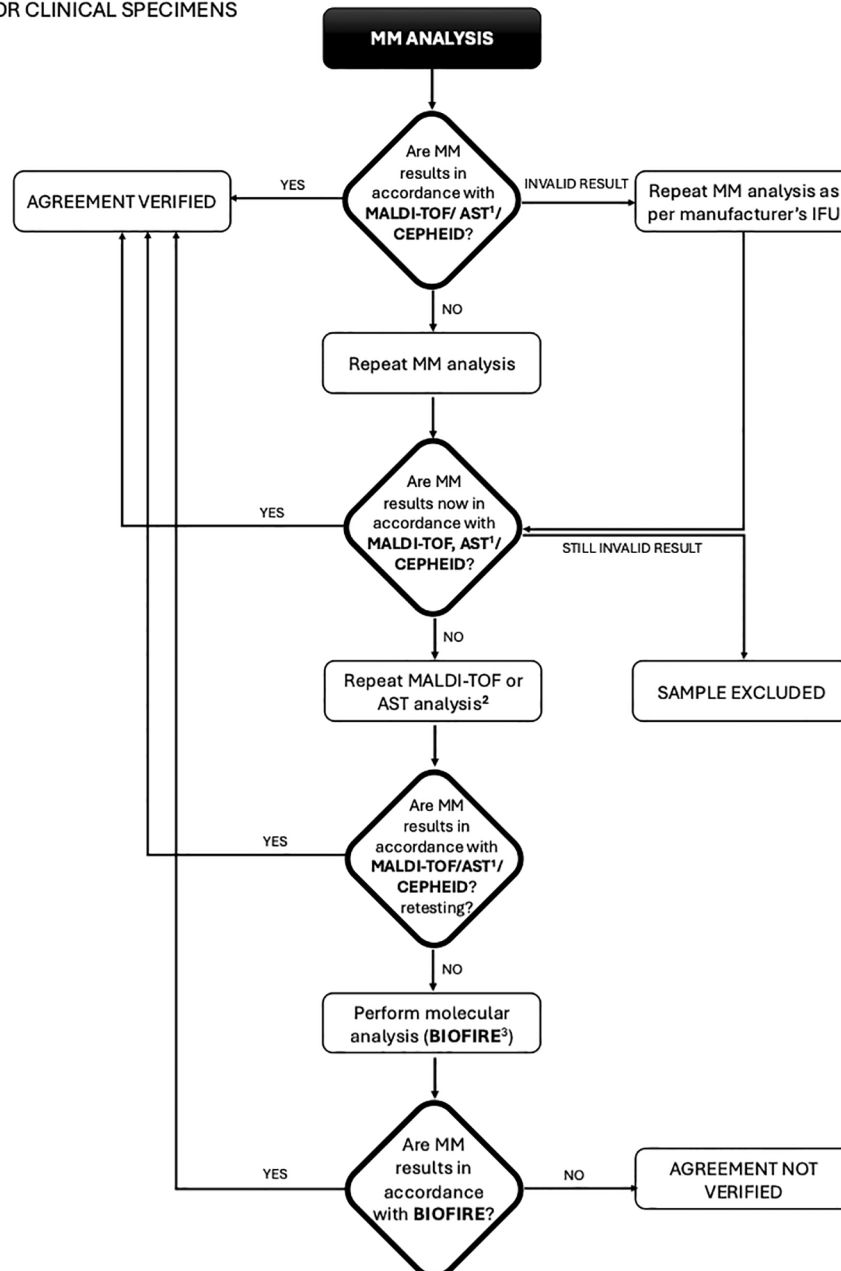 OR CLINICAL SPECIMENS
MM ANALYSIS
Are MM
results in
accordance with
MALDI-TOF/ AST¹/
CEPHEID?
YES
AGREEMENT VERIFIED
INVALID RESULT
Repeat MM analysis as
per manufacturer’s IFU
NO
Repeat MM analysis
Are MM
results now in
accordance with
MALDI-TOF, AST¹/
CEPHEID?
YES
STILL INVALID RESULT
NO
Repeat MALDI-TOF or
AST analysis²
SAMPLE EXCLUDED
Are MM
results in
accordance with
MALDI-TOF/AST¹/
CEPHEID?
retesting?
YES
NO
Perform molecular
analysis (BIOFIRE³)
Are MM
results in
accordance
with BIOFIRE?
YES
NO
AGREEMENT NOT
VERIFIED